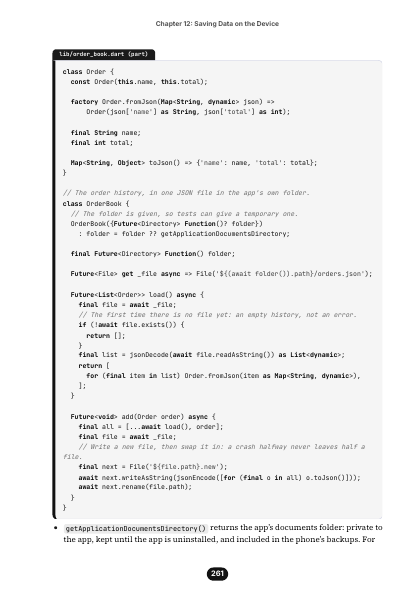 Chapter 12: Saving Data on the Device
lib/order_book.dart (part)
class Order {
  const Order(this.name, this.total);

  factory Order.fromJson(Map<String, dynamic> json) =>
      Order(json['name'] as String, json['total'] as int);

  final String name;
  final int total;

  Map<String, Object> toJson() => {'name': name, 'total': total};
}

// The order history, in one JSON file in the app's own folder.
class OrderBook {
  // The folder is given, so tests can give a temporary one.
  OrderBook({Future<Directory> Function()? folder})
    : folder = folder ?? getApplicationDocumentsDirectory;

  final Future<Directory> Function() folder;

  Future<File> get _file async => File('${(await folder()).path}/orders.json');

  Future<List<Order>> load() async {
    final file = await _file;
    // The first time there is no file yet: an empty history, not an error.
    if (!await file.exists()) {
      return [];
    }
    final list = jsonDecode(await file.readAsString()) as List<dynamic>;
    return [
      for (final item in list) Order.fromJson(item as Map<String, dynamic>),
    ];
  }

  Future<void> add(Order order) async {
    final all = [...await load(), order];
    final file = await _file;
    // Write a new file, then swap it in: a crash halfway never leaves half a
file.
    final next = File('${file.path}.new');
    await next.writeAsString(jsonEncode([for (final o in all) o.toJson()]));
    await next.rename(file.path);
  }
}
• getApplicationDocumentsDirectory() returns the app's documents folder: private to
the app, kept until the app is uninstalled, and included in the phone's backups. For
261